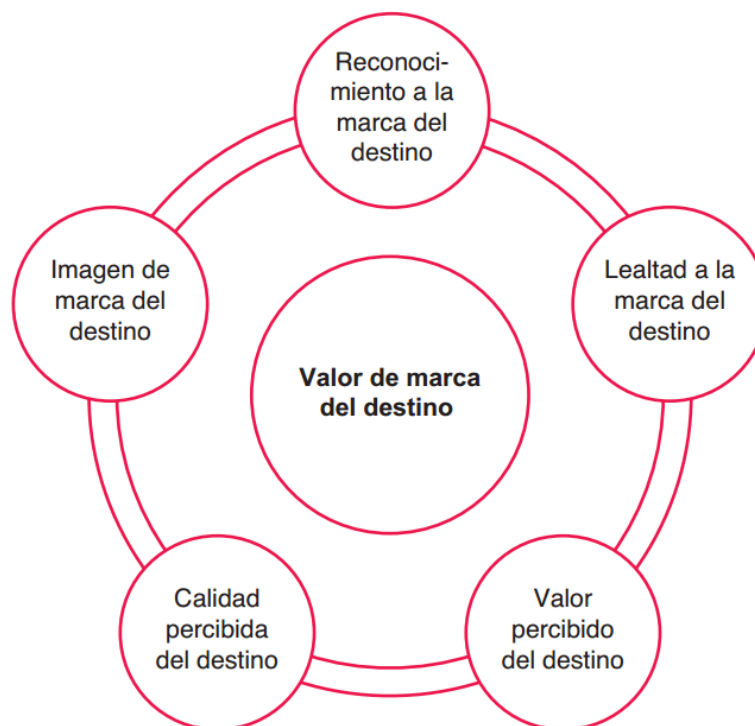 Reconoci-
miento a la
marca del
destino
Imagen de
marca del
destino
Lealtad a la
marca del
destino
Valor de marca
del destino
Calidad
percibida
del destino
Valor
percibido
del destino